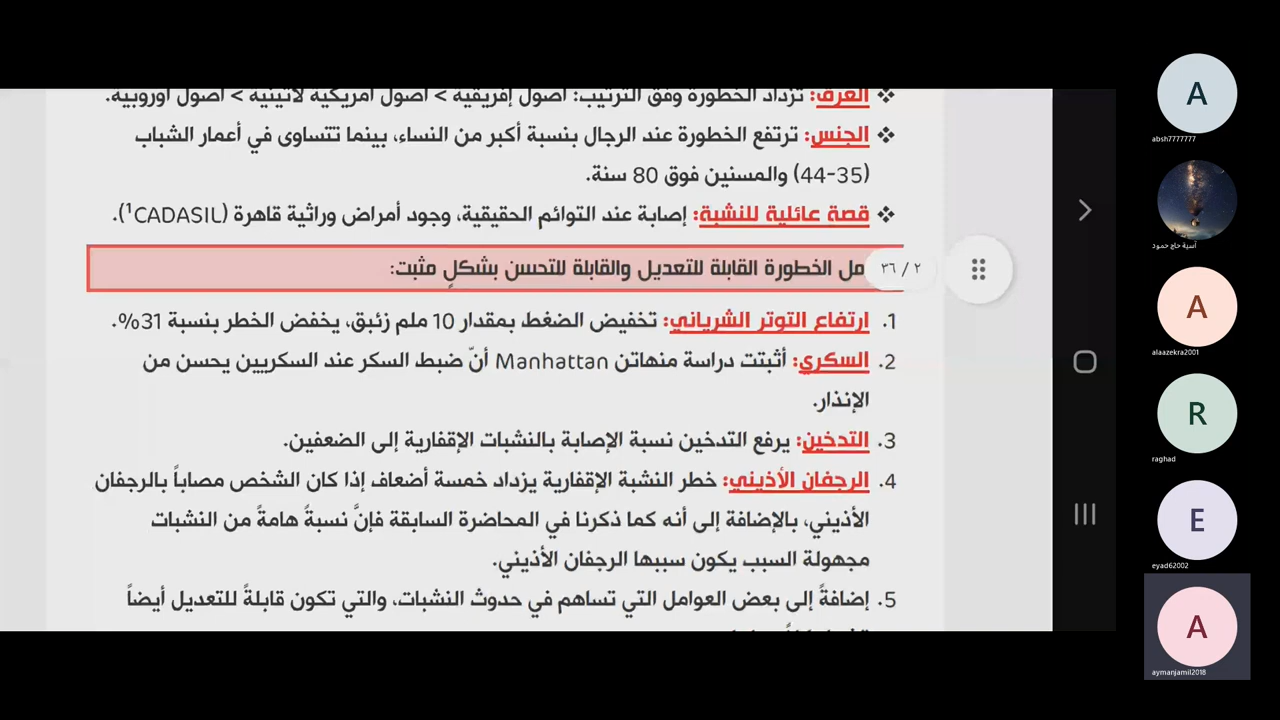 ❖ العرق: تزداد الخطورة وفق الترتيب: أصول إفريقية > أصول أمريكية لاتينية > أصول أوروبية.
❖ الجنس: ترتفع الخطورة عند الرجال بنسبة أكبر من النساء، بينما تتساوى في أعمار الشباب
(35-44) والمسنين فوق 80 سنة.
❖ قصة عائلية للنشبة: إصابة عند التوائم الحقيقية، وجود أمراض وراثية قاهرة (CADASIL¹).
مل الخطورة القابلة للتعديل والقابلة للتحسن بشكلٍ مثبت:
٢ / ٣٦
1. ارتفاع التوتر الشرياني: تخفيض الضغط بمقدار 10 ملم زئبق، يخفض الخطر بنسبة 31%.
2. السكري: أثبتت دراسة منهاتن Manhattan أنّ ضبط السكر عند السكريين يحسن من
الإنذار.
3. التدخين: يرفع التدخين نسبة الإصابة بالنشبات الإقفارية إلى الضعفين.
4. الرجفان الأذيني: خطر النشبة الإقفارية يزداد خمسة أضعاف إذا كان الشخص مصاباً بالرجفان
الأذيني، بالإضافة إلى أنه كما ذكرنا في المحاضرة السابقة فإنَّ نسبةً هامةً من النشبات
مجهولة السبب يكون سببها الرجفان الأذيني.
5. إضافةً إلى بعض العوامل التي تساهم في حدوث النشبات، والتي تكون قابلةً للتعديل أيضاً
A
absh7777777
آسية حاج حمود
A
alaazekra2001
R
raghad
E
eyad62002
A
aymanjamil2018